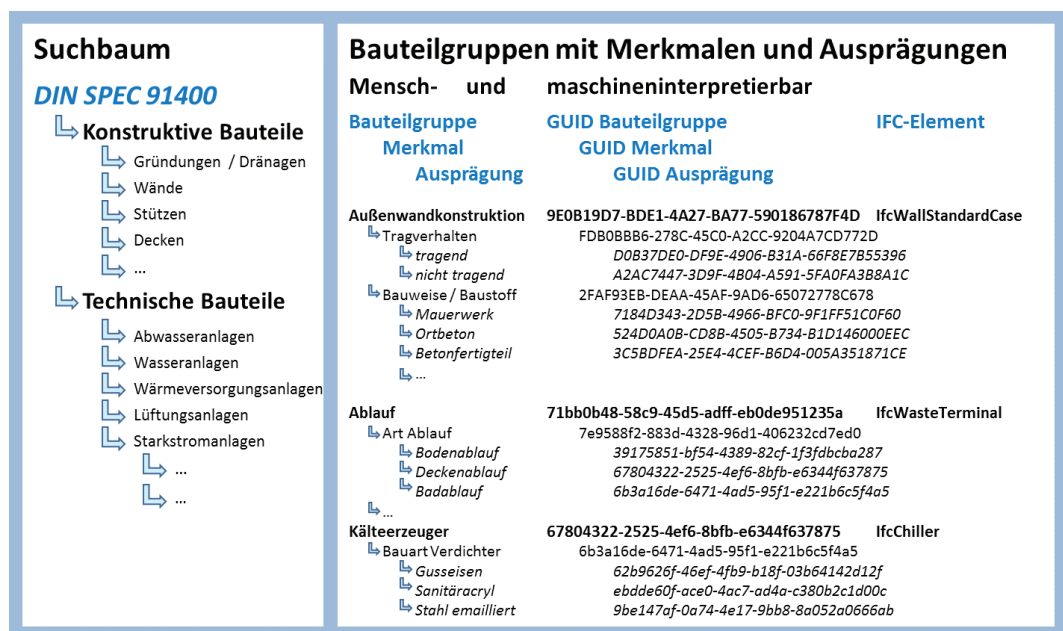 Suchbaum
DIN SPEC 91400
Konstruktive Bauteile
Gründungen / Dränagen
Wände
Stützen
Decken
...
Technische Bauteile
Abwasseranlagen
Wasseranlagen
Wärmeversorgungsanlagen
Lüftungsanlagen
Starkstromanlagen
...
...
Bauteilgruppen mit Merkmalen und Ausprägungen
Mensch- und maschineninterpretierbar
Bauteilgruppe GUID Bauteilgruppe IFC-Element
Merkmal GUID Merkmal
Ausprägung GUID Ausprägung
Außenwandkonstruktion 9E0B19D7-BDE1-4A27-BA77-590186787F4D IfcWallStandardCase
Tragverhalten FDB0BBB6-278C-45C0-A2CC-9204A7CD772D
tragend D0B37DE0-DF9E-4906-B31A-66F8E7B55396
nicht tragend A2AC7447-3D9F-4B04-A591-5FA0FA3B8A1C
Bauweise / Baustoff 2FAF93EB-DEAA-45AF-9AD6-65072778C678
Mauerwerk 7184D343-2D5B-4966-BFC0-9F1FF51C0F60
Ortbeton 524D0A0B-CD8B-4505-B734-B1D146000EEC
Betonfertigteil 3C5BDFEA-25E4-4CEF-B6D4-005A351871CE
...
Ablauf 71bb0b48-58c9-45d5-adff-eb0de951235a IfcWasteTerminal
Art Ablauf 7e9588f2-883d-4328-96d1-406232cd7ed0
Bodenablauf 39175851-bf54-4389-82cf-1f3fdbcba287
Deckenablauf 67804322-2525-4ef6-8bfb-e6344f637875
Badablauf 6b3a16de-6471-4ad5-95f1-e221b6c5f4a5
...
Kälteerzeuger 67804322-2525-4ef6-8bfb-e6344f637875 IfcChiller
Bauart Verdichter 6b3a16de-6471-4ad5-95f1-e221b6c5f4a5
Gusseisen 62b9626f-46ef-4fb9-b18f-03b64142d12f
Sanitäracryl ebdde60f-ace0-4ac7-ad4a-c380b2c1d00c
Stahl emailliert 9be147af-0a74-4e17-9bb8-8a052a0666ab